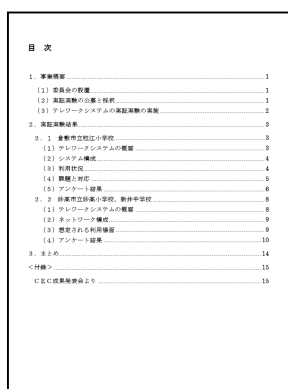 目　次
1．事業概要 1
（1）委員会の設置 1
（2）実証実験の公募と採択 1
（3）テレワークシステムの実証実験の実施 2
2．実証実験結果 3
2．1　倉敷市立粒江小学校 3
（1）テレワークシステムの概要 3
（2）システム構成 4
（3）利用状況 4
（4）課題と対応 5
（5）アンケート結果 6
2．2　妙高市立妙高小学校、新井中学校 8
（1）テレワークシステムの概要 8
（2）ネットワーク構成 9
（3）想定される利用場面 9
（4）アンケート結果 10
3．まとめ 14
＜付録＞ 15
ＣＥＣ成果発表会より 15